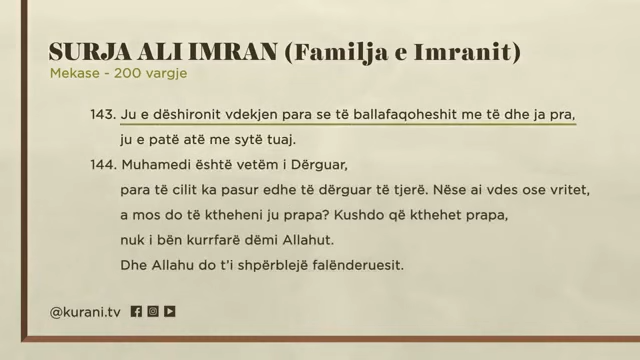 SURJA ALI IMRAN (Familja e Imranit)
Mekase - 200 vargje
143. Ju e dëshironit vdekjen para se të ballafaqoheshit me të dhe ja pra,
ju e patë atë me sytë tuaj.
144. Muhamedi është vetëm i Dërguar,
para të cilit ka pasur edhe të dërguar të tjerë. Nëse ai vdes ose vritet,
a mos do të ktheheni ju prapa? Kushdo që kthehet prapa,
nuk i bën kurrfarë dëmi Allahut.
Dhe Allahu do t'i shpërblejë falënderuesit.
@kurani.tv